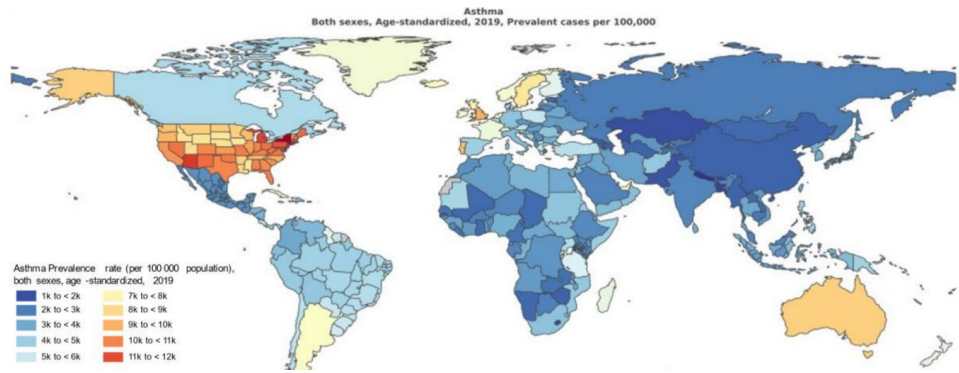 Asthma
Both sexes, Age-standardized, 2019, Prevalent cases per 100,000
Asthma Prevalence rate (per 100 000 population),
both sexes, age -standardized, 2019
1k to < 2k
2k to < 3k
3k to < 4k
4k to < 5k
5k to < 6k
7k to < 8k
8k to < 9k
9k to < 10k
10k to < 11k
11k to < 12k